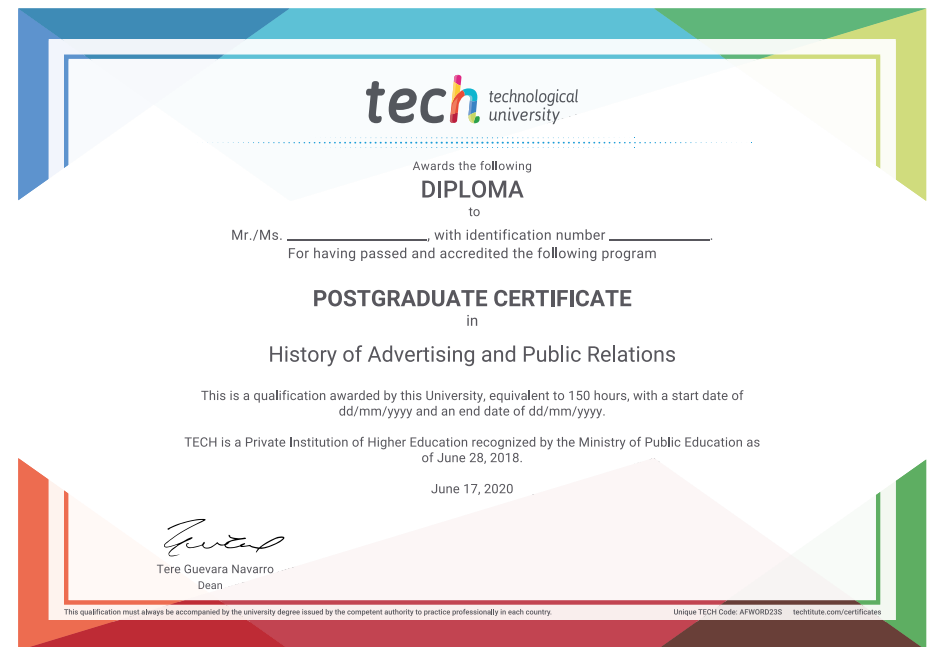 tech technological
university
Awards the following
DIPLOMA
to
Mr./Ms. ____________________, with identification number ______________.
For having passed and accredited the following program
POSTGRADUATE CERTIFICATE
in
History of Advertising and Public Relations
This is a qualification awarded by this University, equivalent to 150 hours, with a start date of
dd/mm/yyyy and an end date of dd/mm/yyyy.
TECH is a Private Institution of Higher Education recognized by the Ministry of Public Education as
of June 28, 2018.
June 17, 2020
Tere Guevara Navarro
Dean
This qualification must always be accompanied by the university degree issued by the competent authority to practice professionally in each country. Unique TECH Code: AFWORD23S techtitute.com/certificates